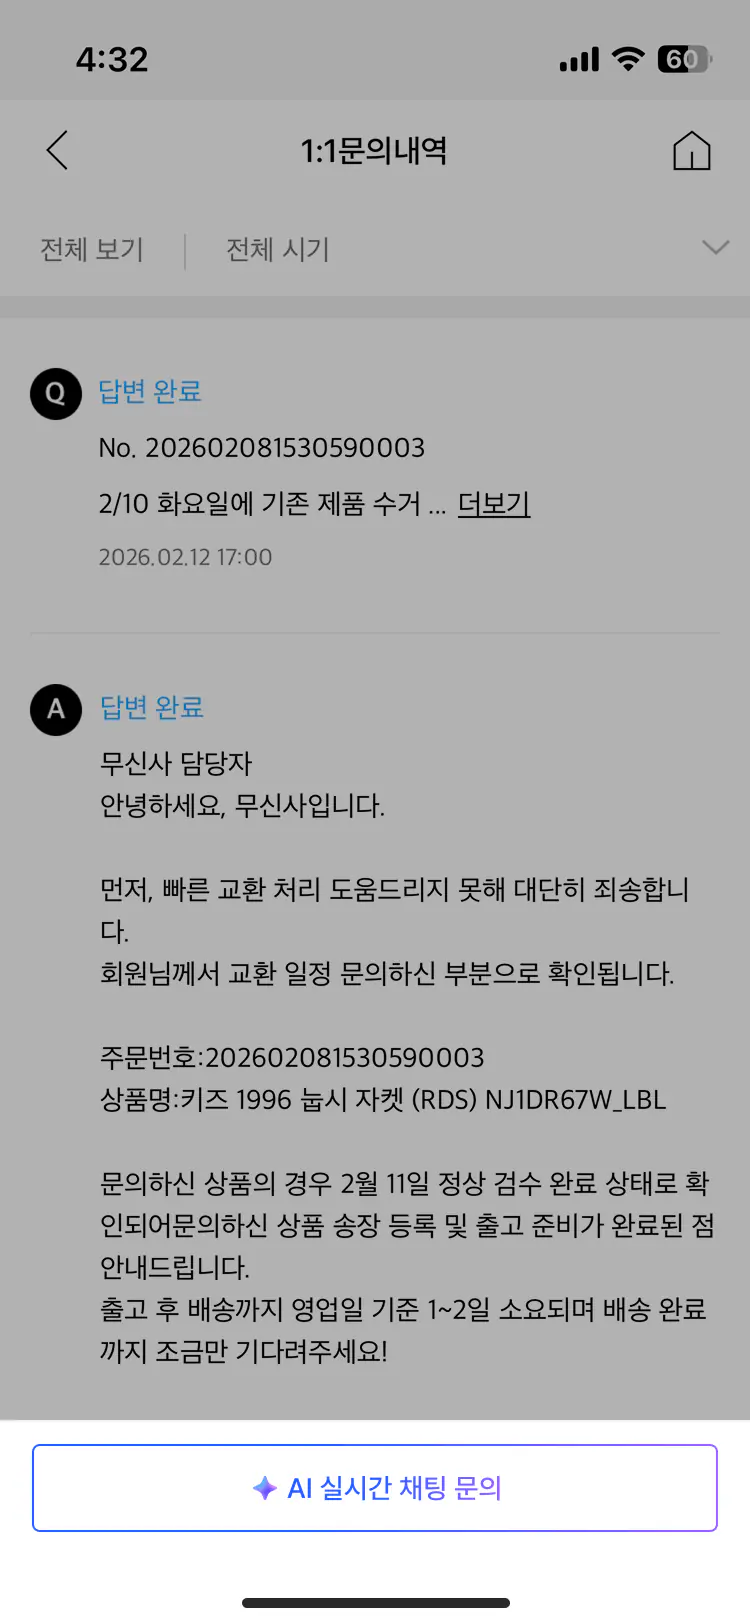 4:32
60
1:1문의내역
전체 보기
전체 시기
Q
답변 완료
No. 202602081530590003
2/10 화요일에 기존 제품 수거 ... 더보기
2026.02.12 17:00
A
답변 완료
무신사 담당자
안녕하세요, 무신사입니다.
먼저, 빠른 교환 처리 도움드리지 못해 대단히 죄송합니
다.
회원님께서 교환 일정 문의하신 부분으로 확인됩니다.
주문번호:202602081530590003
상품명:키즈 1996 눕시 자켓 (RDS) NJ1DR67W_LBL
문의하신 상품의 경우 2월 11일 정상 검수 완료 상태로 확
인되어문의하신 상품 송장 등록 및 출고 준비가 완료된 점
안내드립니다.
출고 후 배송까지 영업일 기준 1~2일 소요되며 배송 완료
까지 조금만 기다려주세요!
AI 실시간 채팅 문의